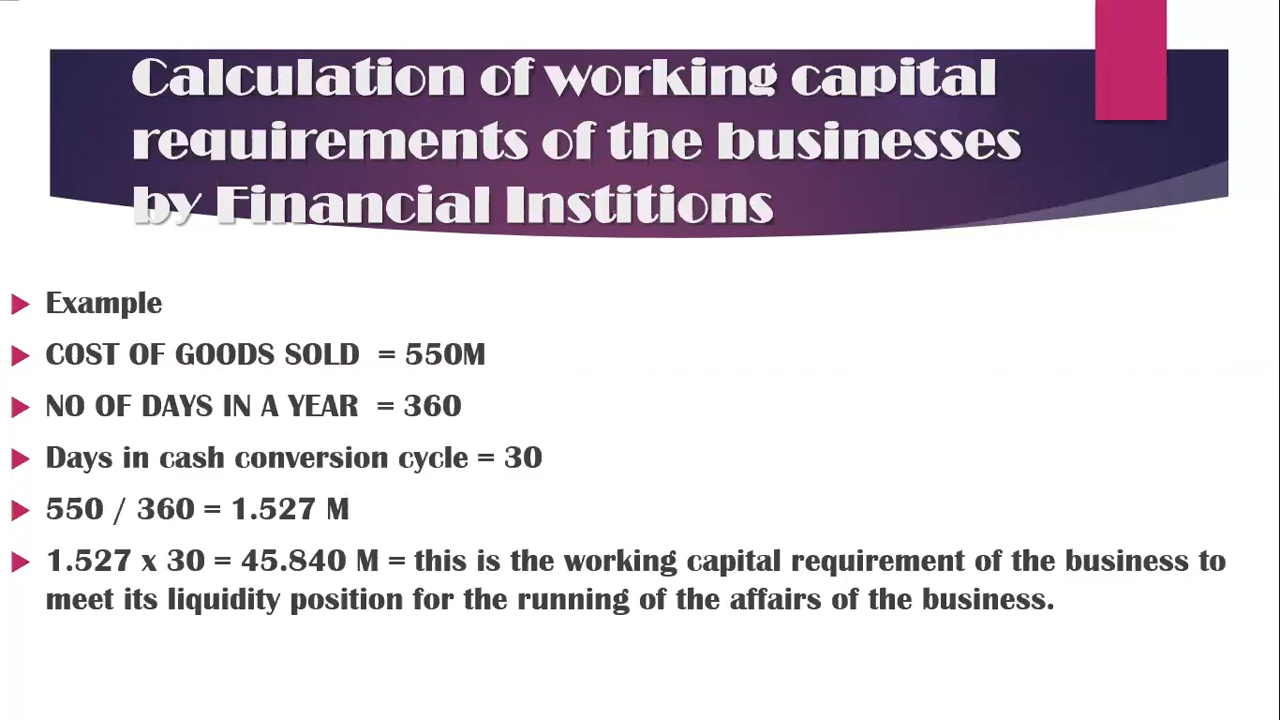 Calculation of working capital
requirements of the businesses
by Financial Institions
Example
COST OF GOODS SOLD = 550M
NO OF DAYS IN A YEAR = 360
Days in cash conversion cycle = 30
550 / 360 = 1.527 M
1.527 x 30 = 45.840 M = this is the working capital requirement of the business to
meet its liquidity position for the running of the affairs of the business.